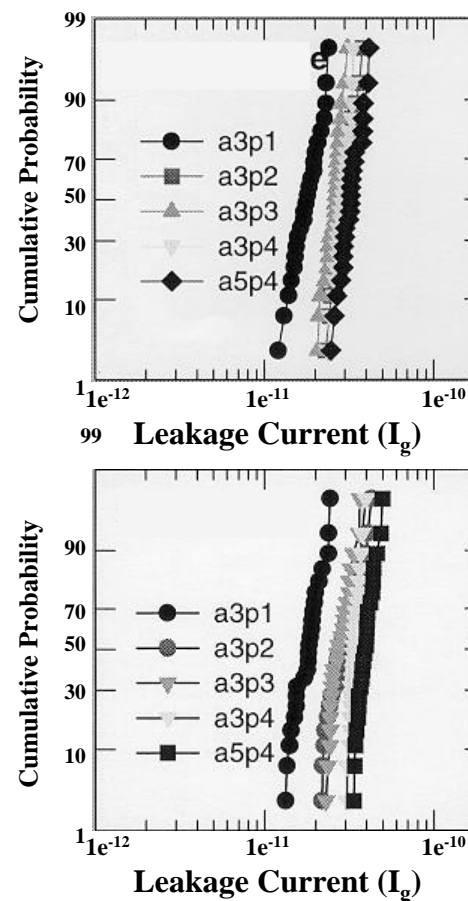 99
e
90
a3p1
70
a3p2
50
a3p3
30
a3p4
a5p4
10
1
Cumulative Probability
1e-12 1e-11 1e-10
Leakage Current (Ig)
99
90
a3p1
70
a3p2
50
a3p3
30
a3p4
a5p4
10
1
Cumulative Probability
1e-12 1e-11 1e-10
Leakage Current (Ig)